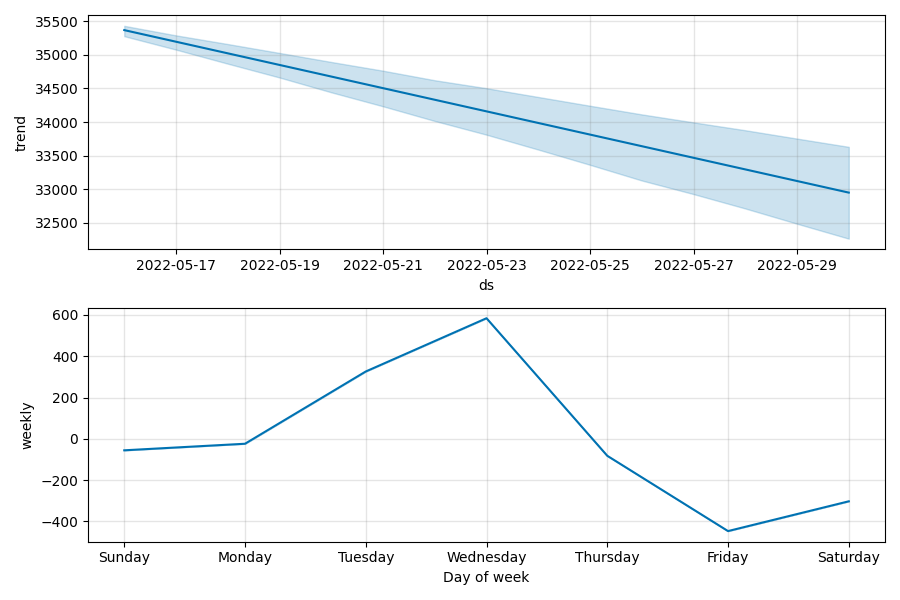 35500
35000
34500
34000
33500
33000
32500
trend
2022-05-17 2022-05-19 2022-05-21 2022-05-23 2022-05-25 2022-05-27 2022-05-29
ds
600
400
200
0
−200
−400
weekly
Sunday Monday Tuesday Wednesday Thursday Friday Saturday
Day of week